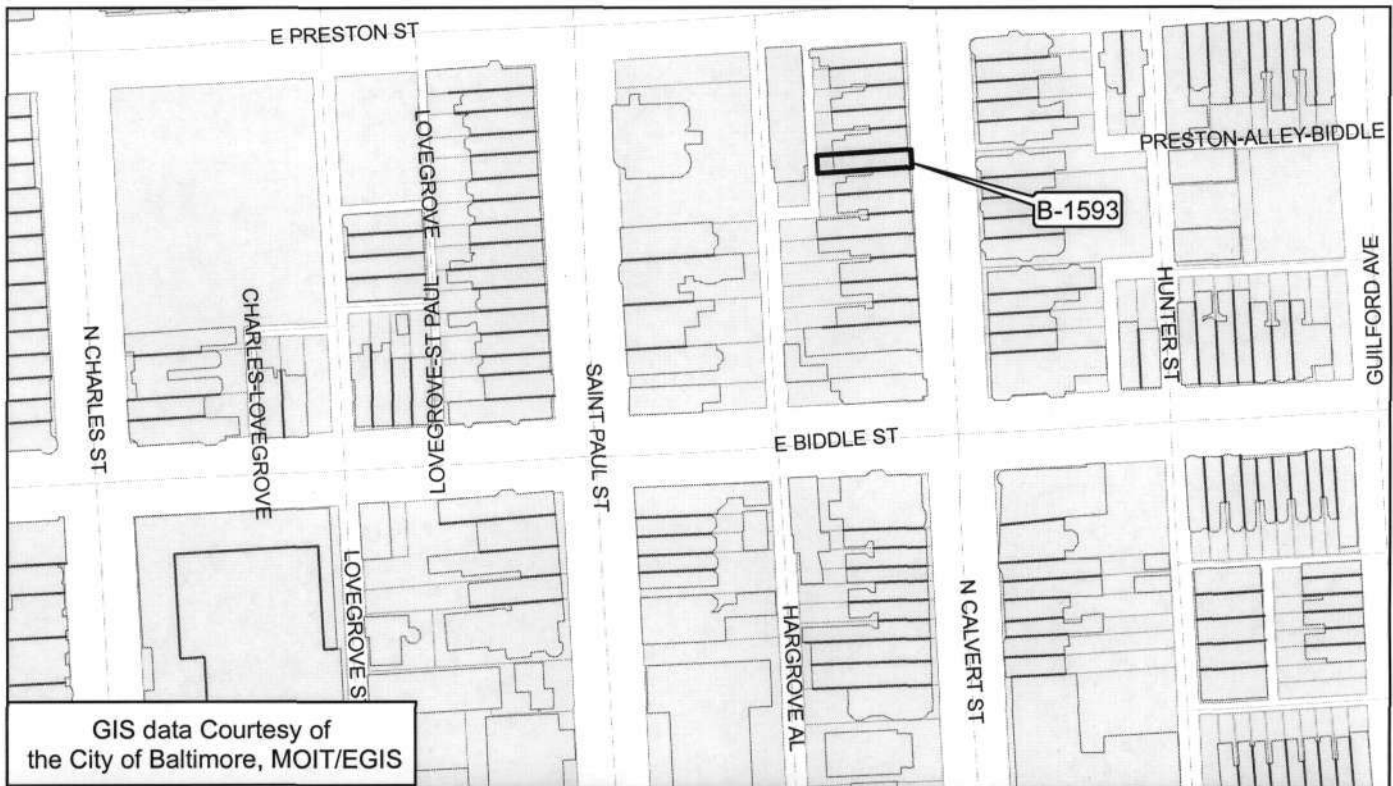 E PRESTON ST
LOVEGROVE
PRESTON-ALLEY-BIDDLE
B-1593
GUILFORD AVE
HUNTER ST
CHARLES-LOVEGROVE
LOVEGROVE-ST PAUL
N CHARLES ST
SAINT PAUL ST
E BIDDLE ST
LOVEGROVE ST
HARGROVE AL
N CALVERT ST
GIS data Courtesy of
the City of Baltimore, MOIT/EGIS